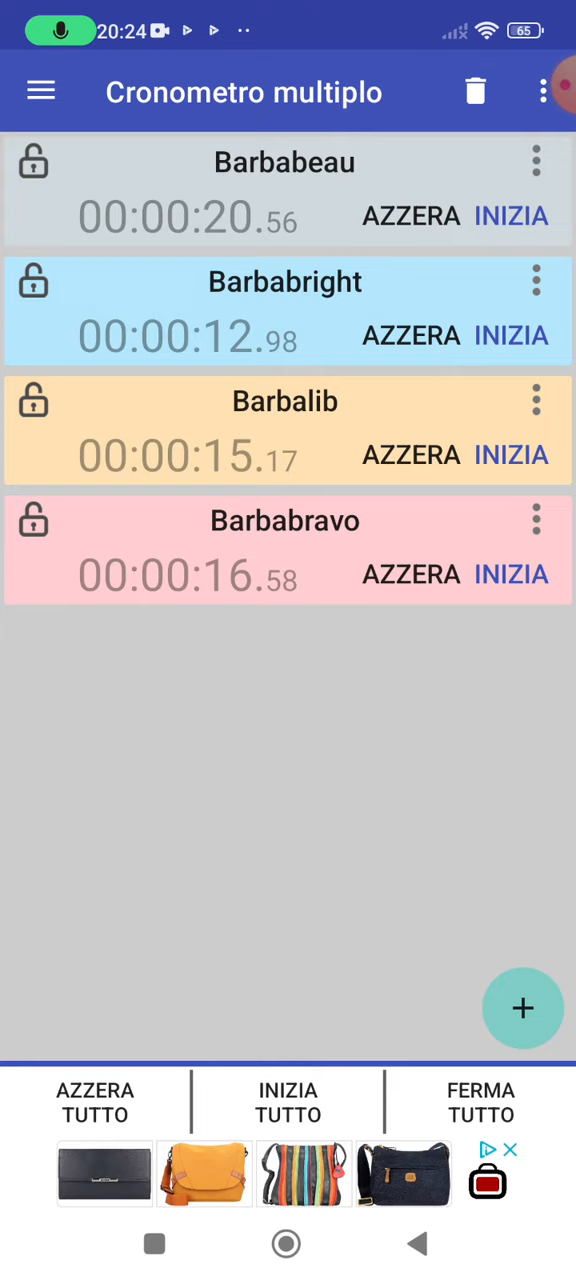 20:24
65
Cronometro multiplo
Barbabeau
00:00:20.56 AZZERA INIZIA
Barbabright
00:00:12.98 AZZERA INIZIA
Barbalib
00:00:15.17 AZZERA INIZIA
Barbabravo
00:00:16.58 AZZERA INIZIA
+
AZZERA
TUTTO
INIZIA
TUTTO
FERMA
TUTTO